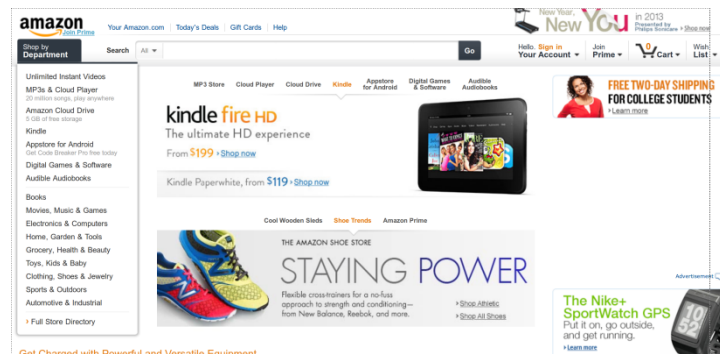 amazon
Join Prime
Your Amazon.com
Today's Deals
Gift Cards
Help
New Year,
New You
in 2013
Presented by
Philips Sonicare
Shop now
Shop by
Department
Search
All
Go
Hello. Sign in
Your Account
Join
Prime
0
Cart
Wish
List
Unlimited Instant Videos
MP3s & Cloud Player
20 million songs, play anywhere
Amazon Cloud Drive
5 GB of free storage
Kindle
Appstore for Android
Get Code Breaker Pro free today
Digital Games & Software
Audible Audiobooks
Books
Movies, Music & Games
Electronics & Computers
Home, Garden & Tools
Grocery, Health & Beauty
Toys, Kids & Baby
Clothing, Shoes & Jewelry
Sports & Outdoors
Automotive & Industrial
Full Store Directory
MP3 Store
Cloud Player
Cloud Drive
Kindle
Appstore
for Android
Digital Games
& Software
Audible
Audiobooks
kindle fire HD
The ultimate HD experience
From $199 › Shop now
Kindle Paperwhite, from $119 › Shop now
Cool Wooden Sleds
Shoe Trends
Amazon Prime
THE AMAZON SHOE STORE
STAYING POWER
Flexible cross-trainers for a no-fuss
approach to strength and conditioning—
from New Balance, Reebok, and more.
› Shop Athletic
› Shop All Shoes
FREE TWO-DAY SHIPPING
FOR COLLEGE STUDENTS
› Learn more
Advertisement
The Nike+
SportWatch GPS
Put it on, go outside,
and get running.
› Learn more
10
52
Get Charged with Powerful and Versatile Equipment